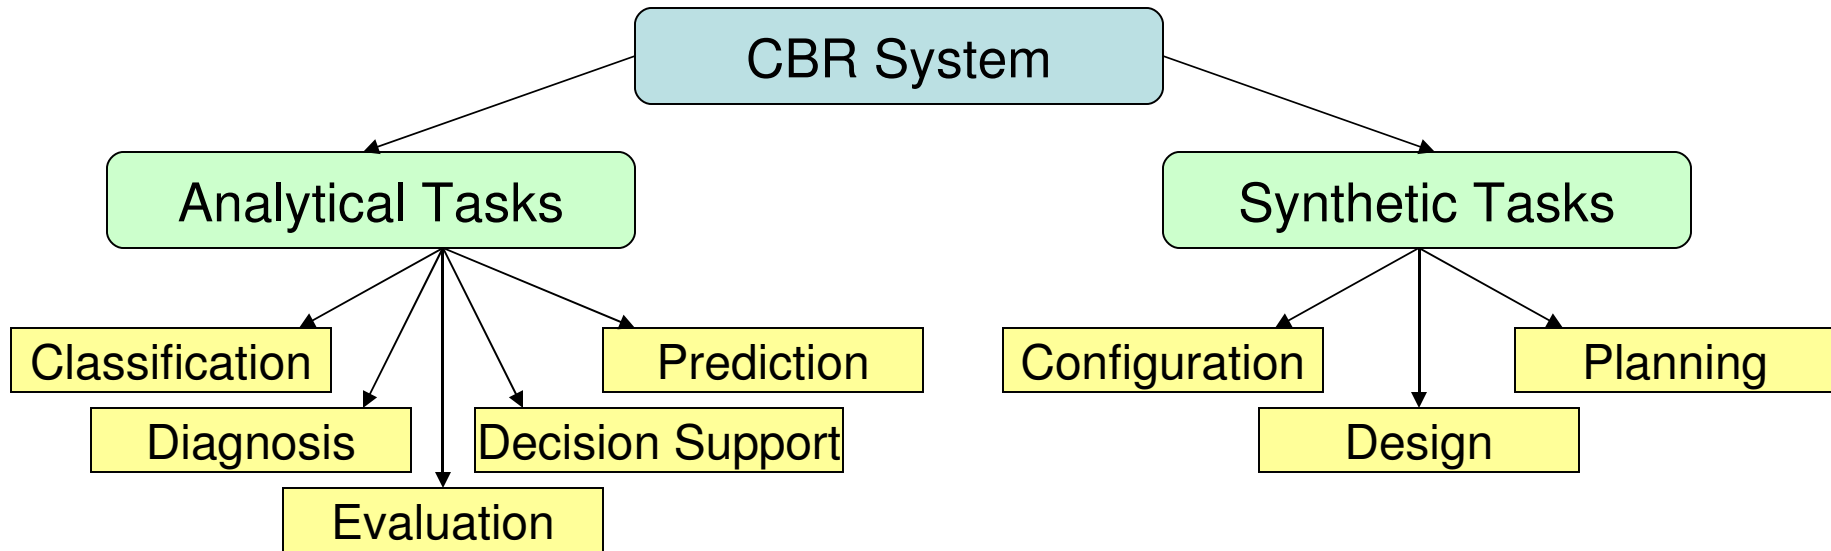 CBR System
Analytical Tasks
Synthetic Tasks
Classification
Prediction
Configuration
Planning
Diagnosis
Decision Support
Design
Evaluation